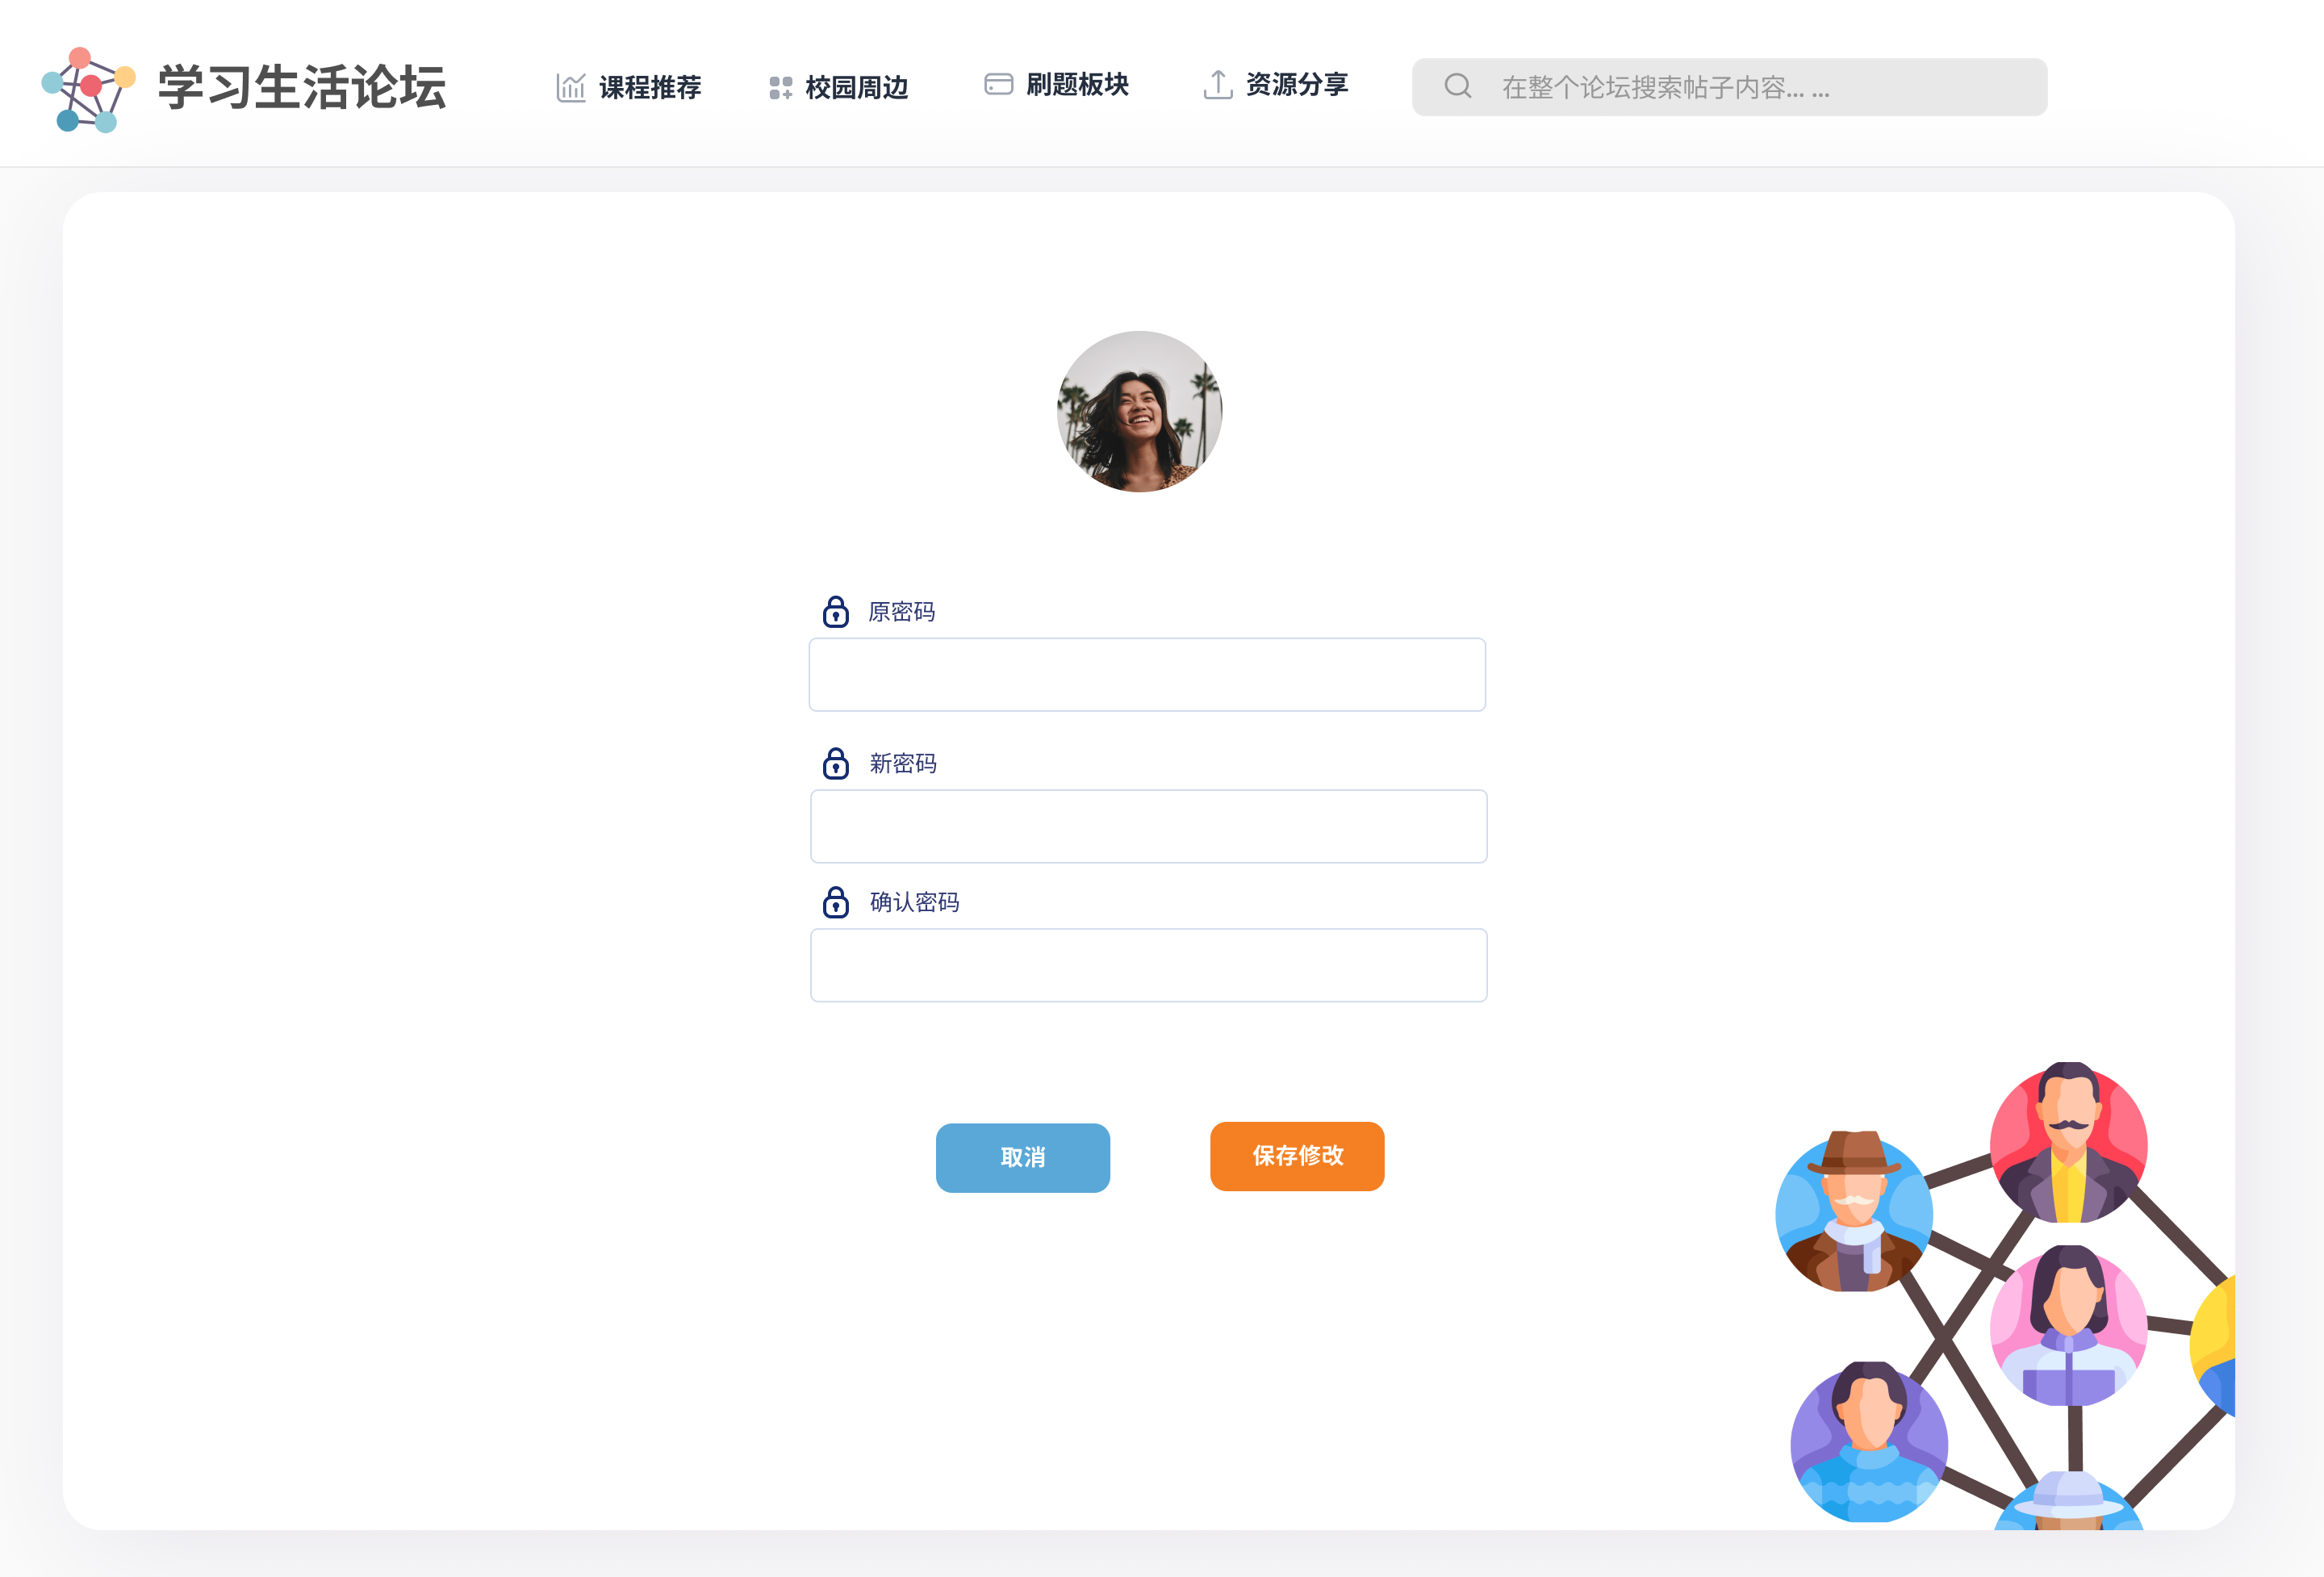 学习生活论坛
课程推荐
校园周边
刷题板块
资源分享
在整个论坛搜索帖子内容... ...
原密码
新密码
确认密码
取消
保存修改